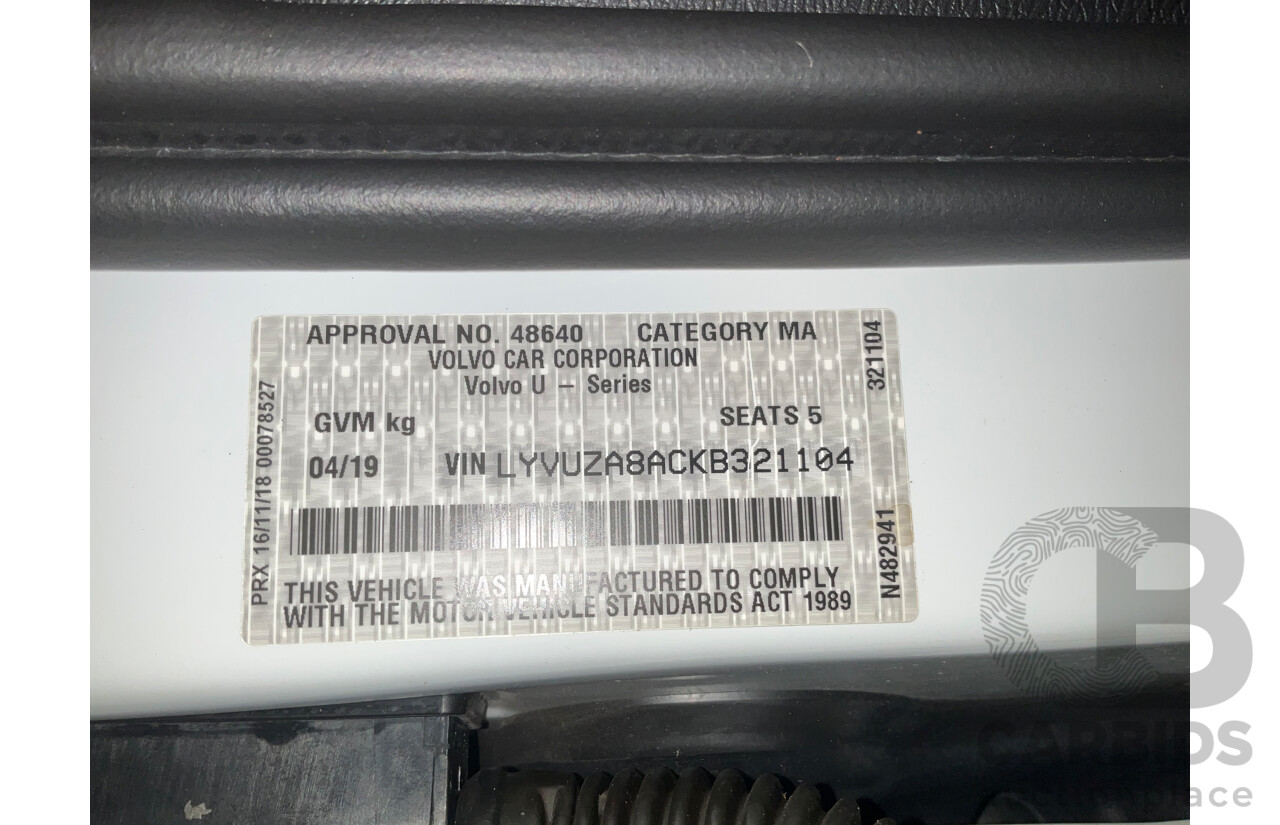 APPROVAL NO. 48640 CATEGORY MA
VOLVO CAR CORPORATION
Volvo U – Series
GVM kg SEATS 5
04/19 VIN LYVUZA8ACKB321104
THIS VEHICLE WAS MANUFACTURED TO COMPLY
WITH THE MOTOR VEHICLE STANDARDS ACT 1989
PRX 16/11/18 00078527
321104
N482941
CB
CARBIDS